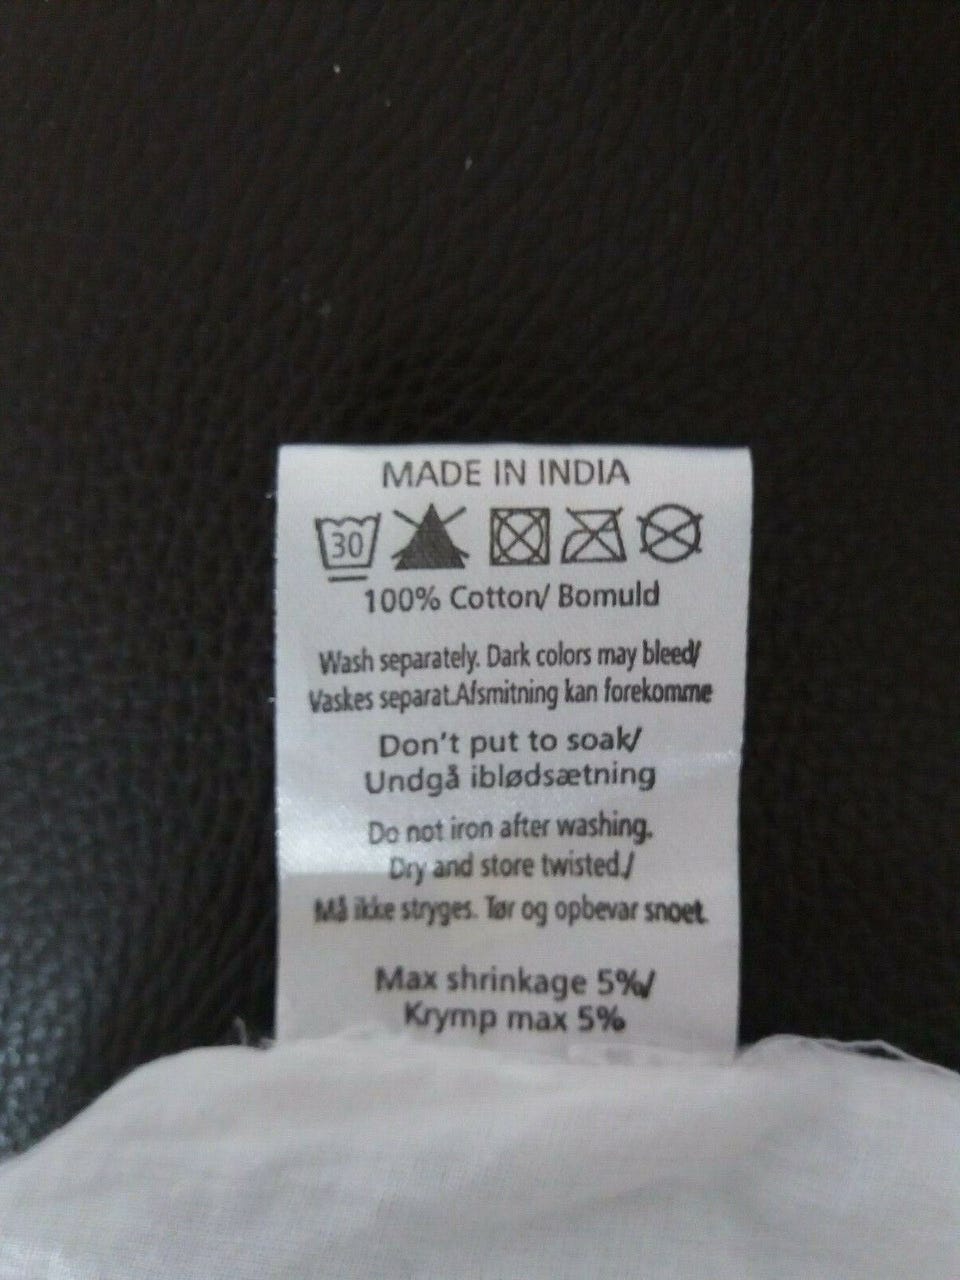 MADE IN INDIA
30
100% Cotton/ Bomuld
Wash separately. Dark colors may bleed/
Vaskes separat.Afsmitning kan forekomme
Don't put to soak/
Undgå iblødsætning
Do not iron after washing.
Dry and store twisted./
Må ikke stryges. Tør og opbevar snoet.
Max shrinkage 5%/
Krymp max 5%